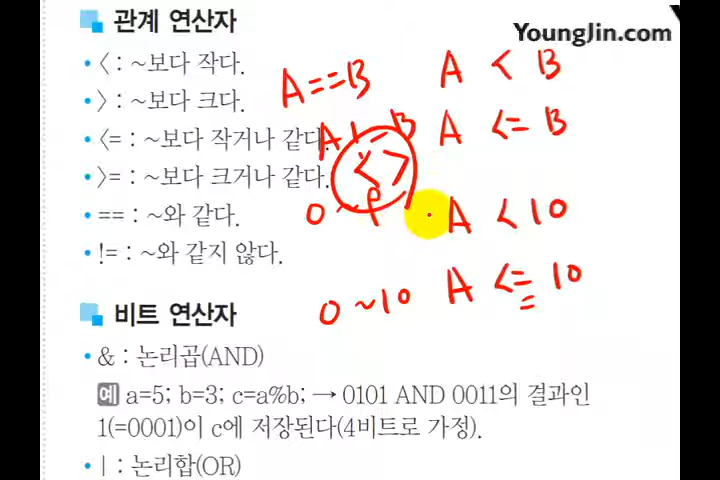 관계 연산자
YoungJin.com
• < : ~보다 작다.
• > : ~보다 크다.
• <= : ~보다 작거나 같다.
• >= : ~보다 크거나 같다.
• == : ~와 같다.
• != : ~와 같지 않다.
A==B
A < B
A <= B
< >
0 ~ 9
A < 10
0 ~10
A <= 10
비트 연산자
• & : 논리곱(AND)
예 a=5; b=3; c=a%b; → 0101 AND 0011의 결과인
1(=0001)이 c에 저장된다(4비트로 가정).
• | : 논리합(OR)